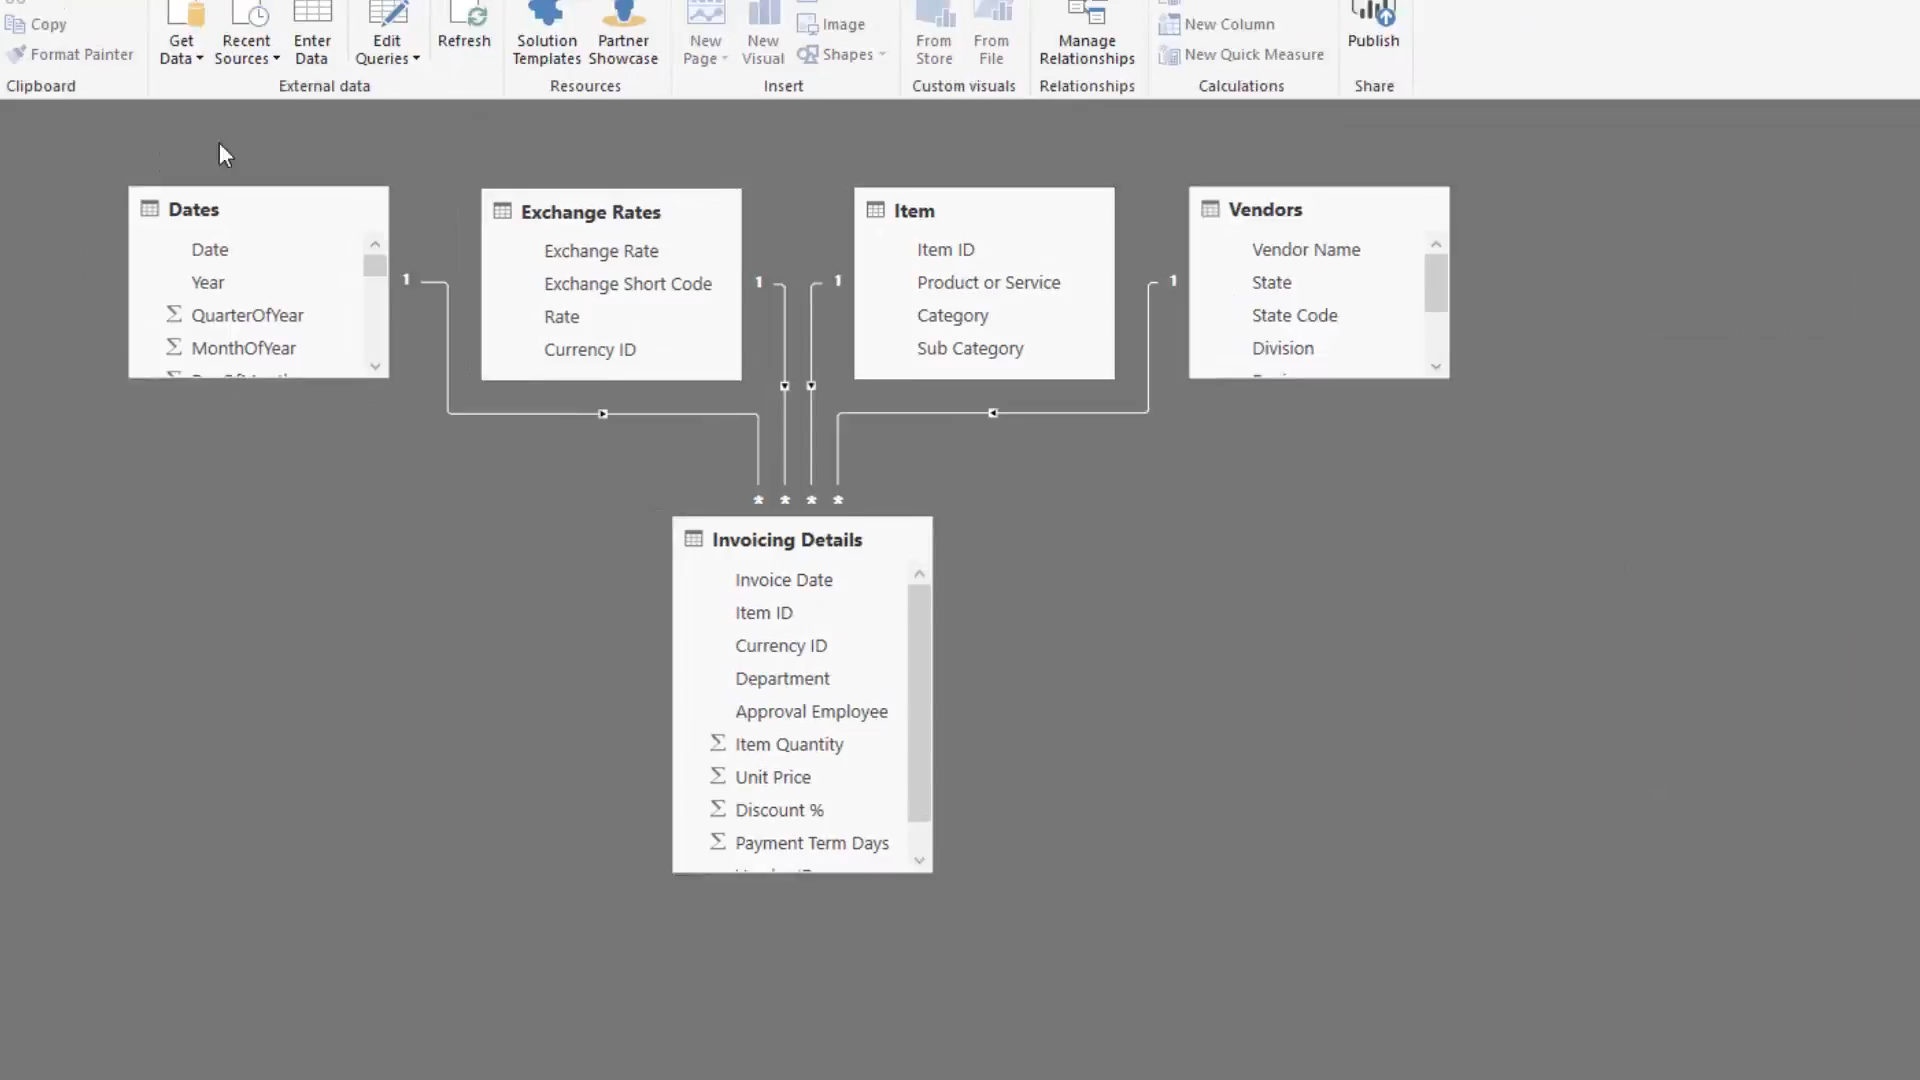 Copy
Format Painter
Clipboard
Get
Data
Recent
Sources
Enter
Data
Edit
Queries
Refresh
External data
Solution
Templates
Partner
Showcase
Resources
New
Page
New
Visual
Image
Shapes
Insert
From
Store
From
File
Custom visuals
Manage
Relationships
Relationships
New Column
New Quick Measure
Calculations
Publish
Share
Dates
Date
Year
Σ QuarterOfYear
Σ MonthOfYear
1
Exchange Rates
Exchange Rate
Exchange Short Code
Rate
Currency ID
1
1
Item
Item ID
Product or Service
Category
Sub Category
1
Vendors
Vendor Name
State
State Code
Division
* * * *
Invoicing Details
Invoice Date
Item ID
Currency ID
Department
Approval Employee
Σ Item Quantity
Σ Unit Price
Σ Discount %
Σ Payment Term Days